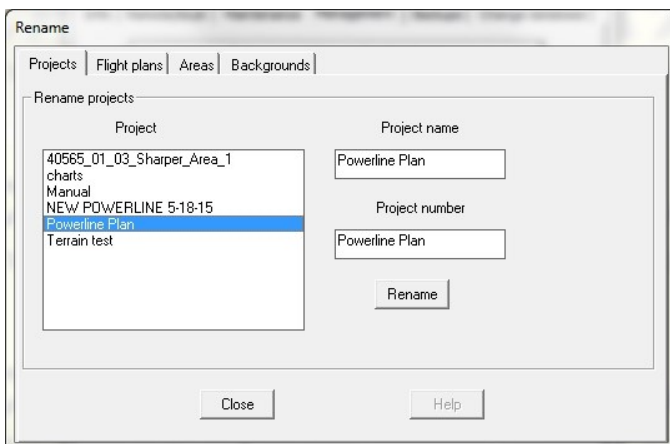 Rename
Projects Flight plans Areas Backgrounds
Rename projects
Project
Project name
40565_01_03_Sharper_Area_1
charts
Manual
NEW POWERLINE 5-18-15
Powerline Plan
Terrain test
Powerline Plan
Project number
Powerline Plan
Rename
Close
Help